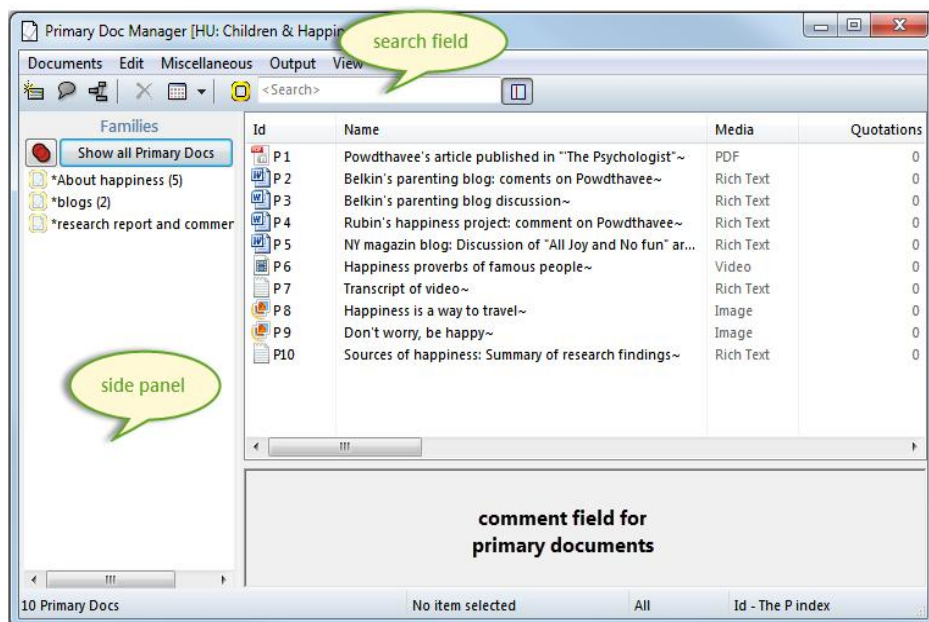 Primary Doc Manager [HU: Children & Happin
search field
Documents Edit Miscellaneous Output View
<Search>
Families
Show all Primary Docs
*About happiness (5)
*blogs (2)
*research report and commen
side panel
Id Name Media Quotations
P 1 Powdthavee's article published in "'The Psychologist"~ PDF 0
P 2 Belkin's parenting blog: coments on Powdthavee~ Rich Text 0
P 3 Belkin's parenting blog discussion~ Rich Text 0
P 4 Rubin's happiness project: comment on Powdthavee~ Rich Text 0
P 5 NY magazin blog: Discussion of "All Joy and No fun" ar... Rich Text 0
P 6 Happiness proverbs of famous people~ Video 0
P 7 Transcript of video~ Rich Text 0
P 8 Happiness is a way to travel~ Image 0
P 9 Don't worry, be happy~ Image 0
P10 Sources of happiness: Summary of research findings~ Rich Text 0
comment field for
primary documents
10 Primary Docs No item selected All Id - The P index